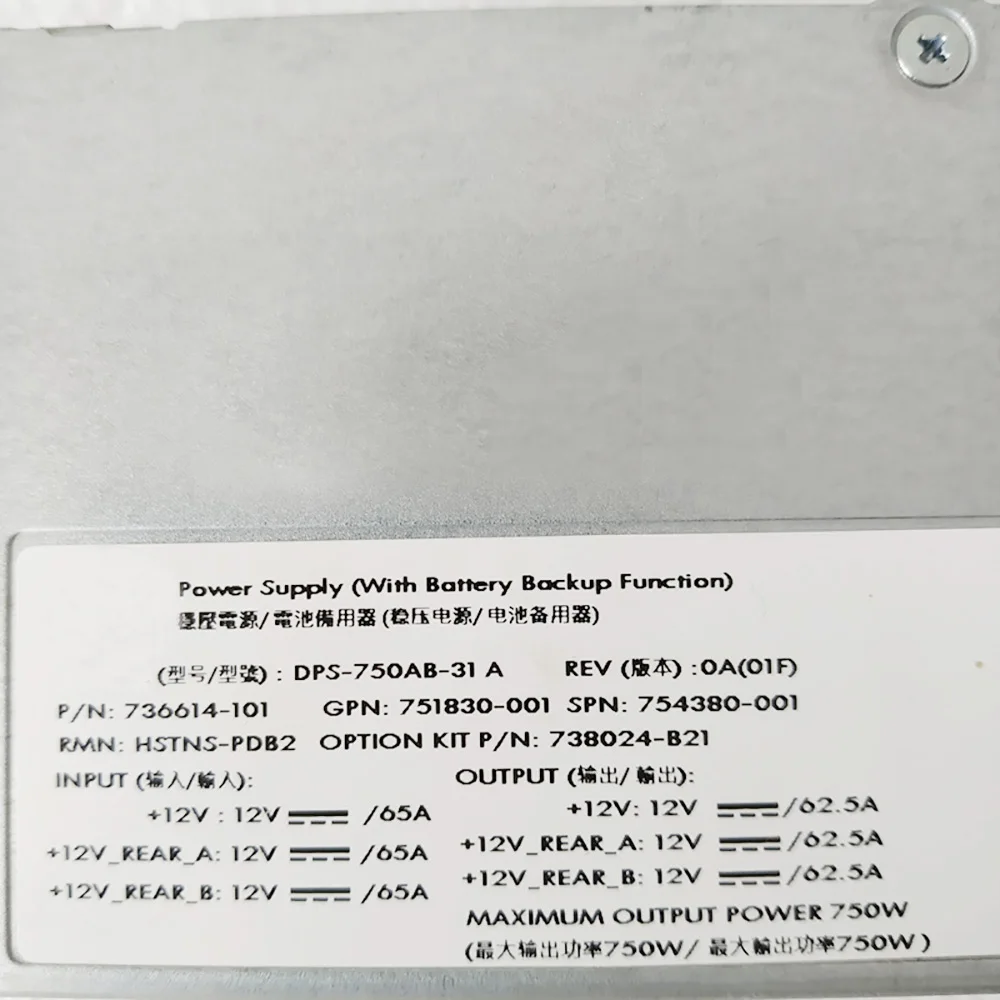 Power Supply (With Battery Backup Function)
穩壓電源/電池備用器(稳压电源/电池备用器)
(型号/型號) : DPS-750AB-31 A REV (版本) :0A(01F)
P/N: 736614-101 GPN: 751830-001 SPN: 754380-001
RMN: HSTNS-PDB2 OPTION KIT P/N: 738024-B21
INPUT (输入/輸入): OUTPUT (输出/輸出):
+12V : 12V ⎓ /65A +12V: 12V ⎓ /62.5A
+12V_REAR_A: 12V ⎓ /65A +12V_REAR_A: 12V ⎓ /62.5A
+12V_REAR_B: 12V ⎓ /65A +12V_REAR_B: 12V ⎓ /62.5A
MAXIMUM OUTPUT POWER 750W
(最大输出功率750W/ 最大輸出功率750W )